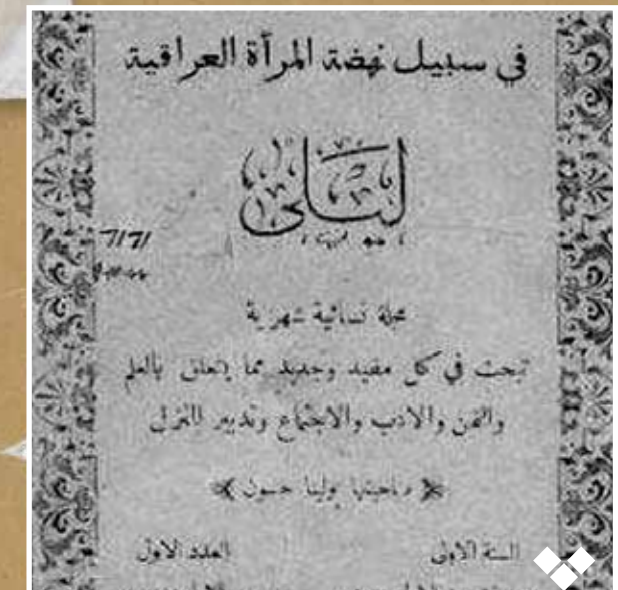 في سبيل نهضة المرأة العراقية
ليلى
7171
مجلة نسائية شهرية
تبحث في كل مفيد وجديد مما يتعلق بالعلم
والفن والادب والاجتماع وتدبير المنزل
صاحبتها بولينا حسون
السنة الاولى
العدد الاول